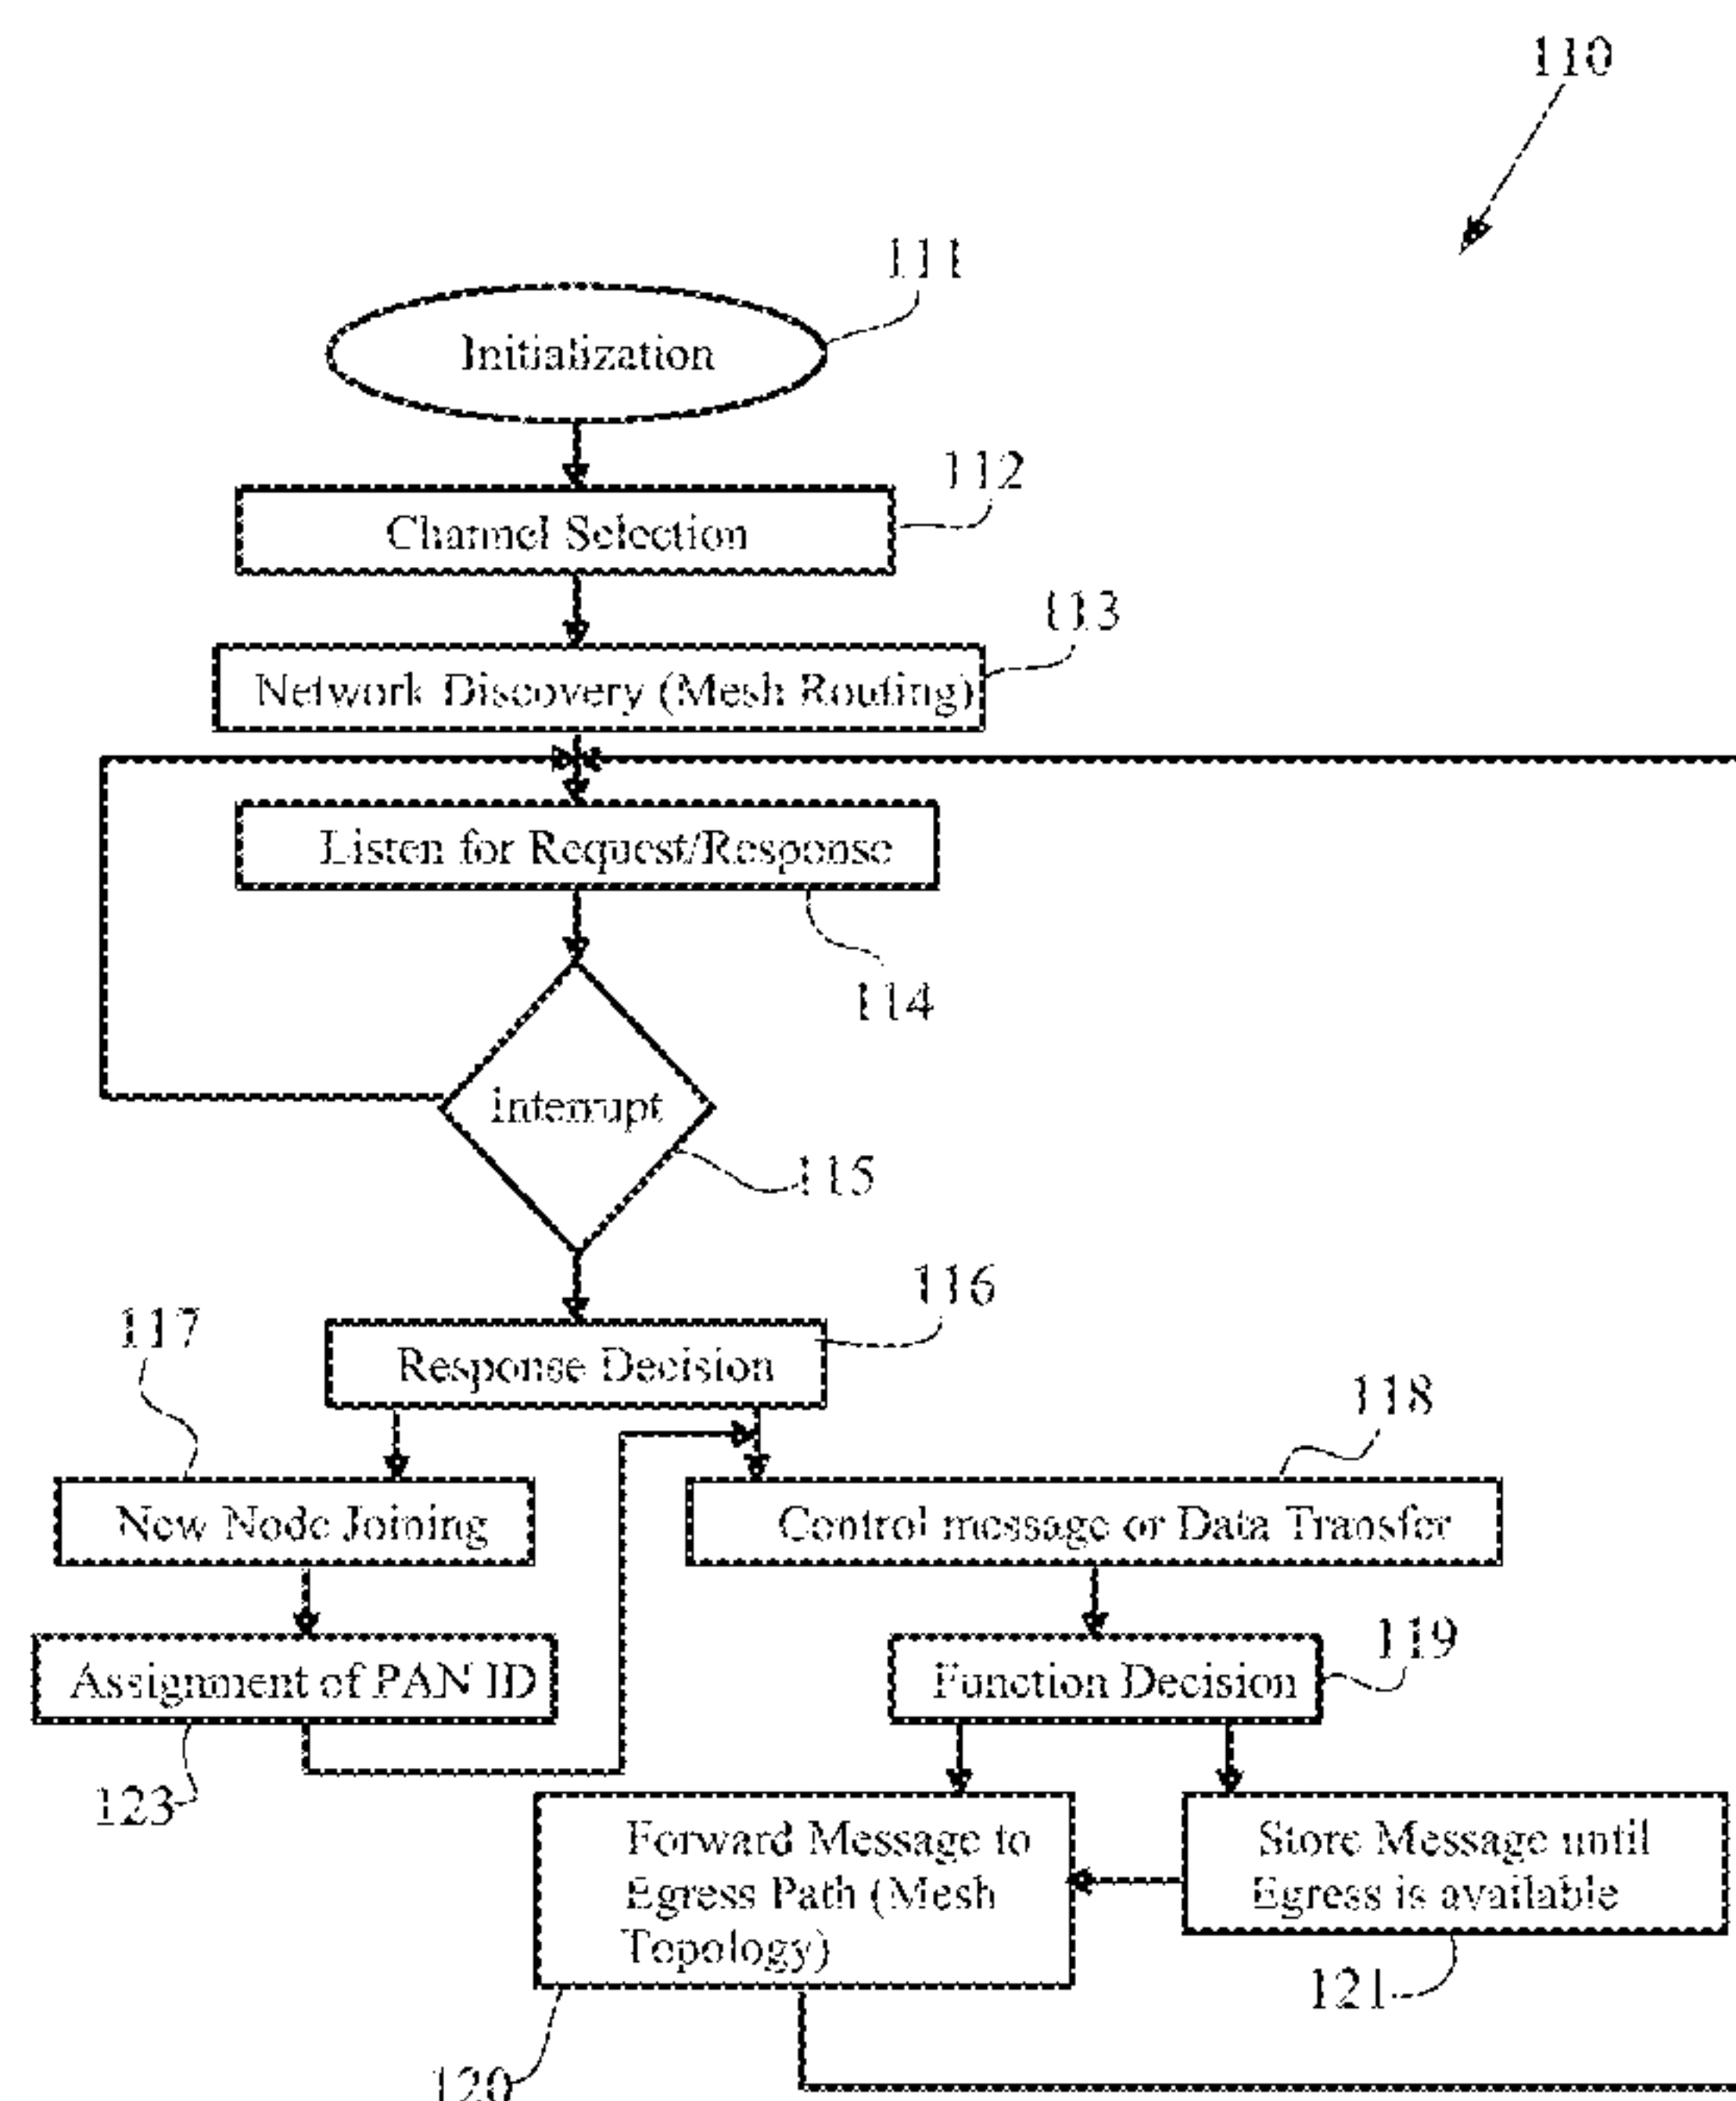 110
111
Initialization
112
Channel Selection
113
Network Discovery (Mesh Routing)
Listen for Request/Response
114
interrupt
115
116
117
Response Decision
118
New Node Joining
Control message or Data Transfer
119
Assignment of PAN ID
Function Decision
123
Forward Message to
Egress Path (Mesh
Topology)
Store Message until
Egress is available
121
120